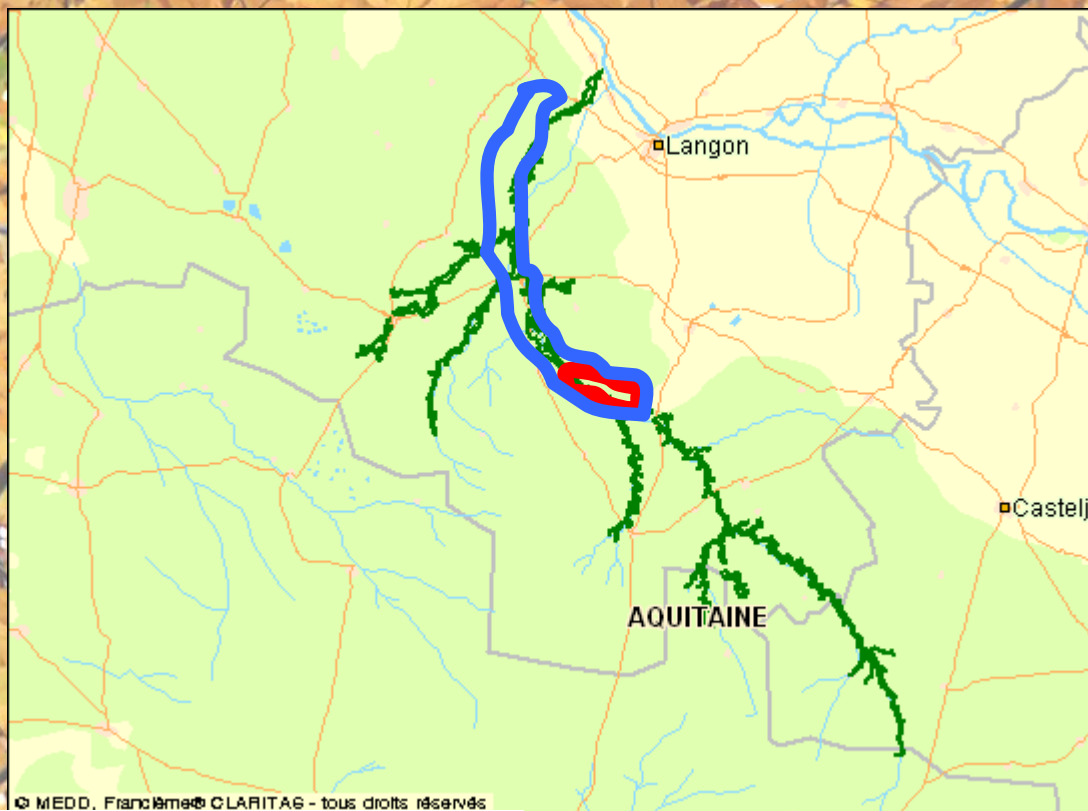 Langon
Castelj
AQUITAINE
© MEDD, Franclème® CLARITAS - tous droits réservés